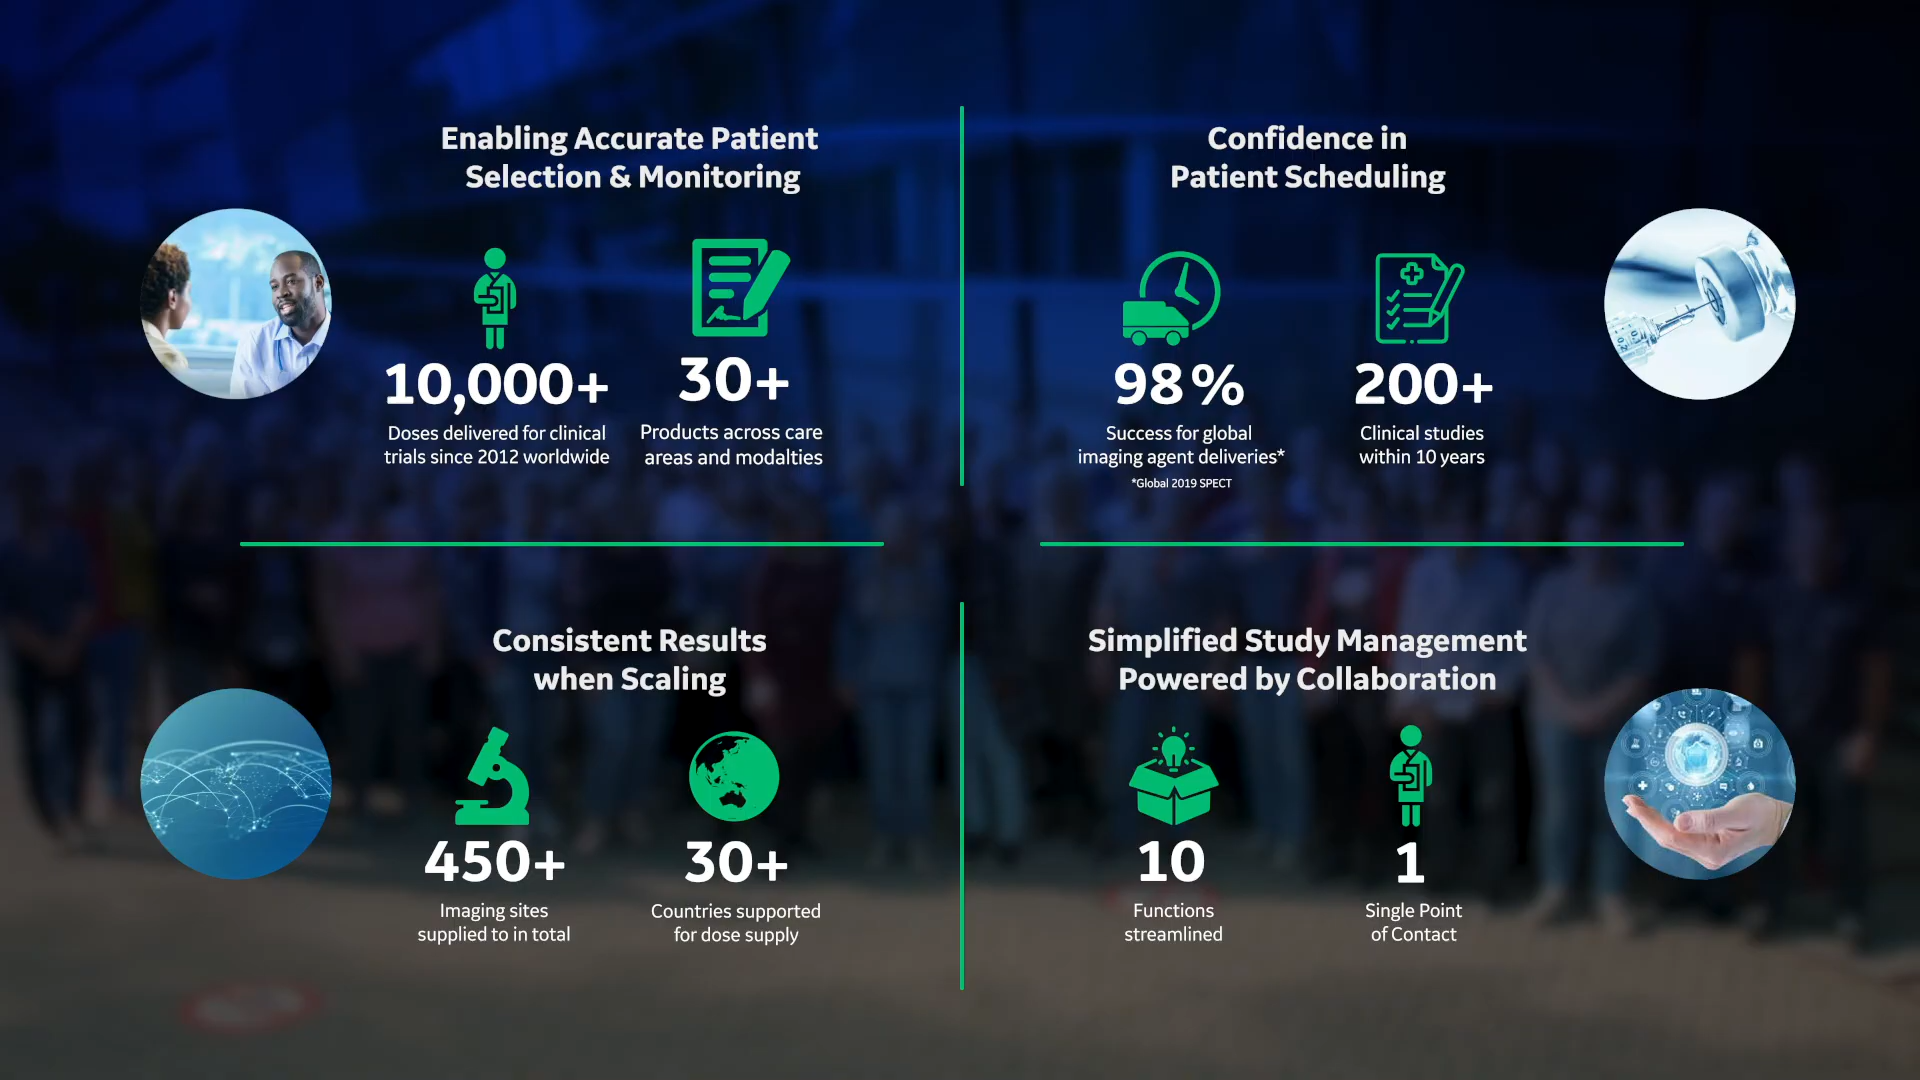 Enabling Accurate Patient
Selection & Monitoring
10,000+
Doses delivered for clinical
trials since 2012 worldwide
30+
Products across care
areas and modalties
Confidence in
Patient Scheduling
98%
Success for global
imaging agent deliveries*
*Global 2019 SPECT
200+
Clinical studies
within 10 years
Consistent Results
when Scaling
450+
Imaging sites
supplied to in total
30+
Countries supported
for dose supply
Simplified Study Management
Powered by Collaboration
10
Functions
streamlined
1
Single Point
of Contact